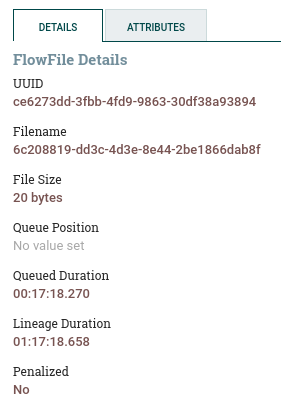 DETAILS ATTRIBUTES
FlowFile Details
UUID
ce6273dd-3fbb-4fd9-9863-30df38a93894
Filename
6c208819-dd3c-4d3e-8e44-2be1866dab8f
File Size
20 bytes
Queue Position
No value set
Queued Duration
00:17:18.270
Lineage Duration
01:17:18.658
Penalized
No